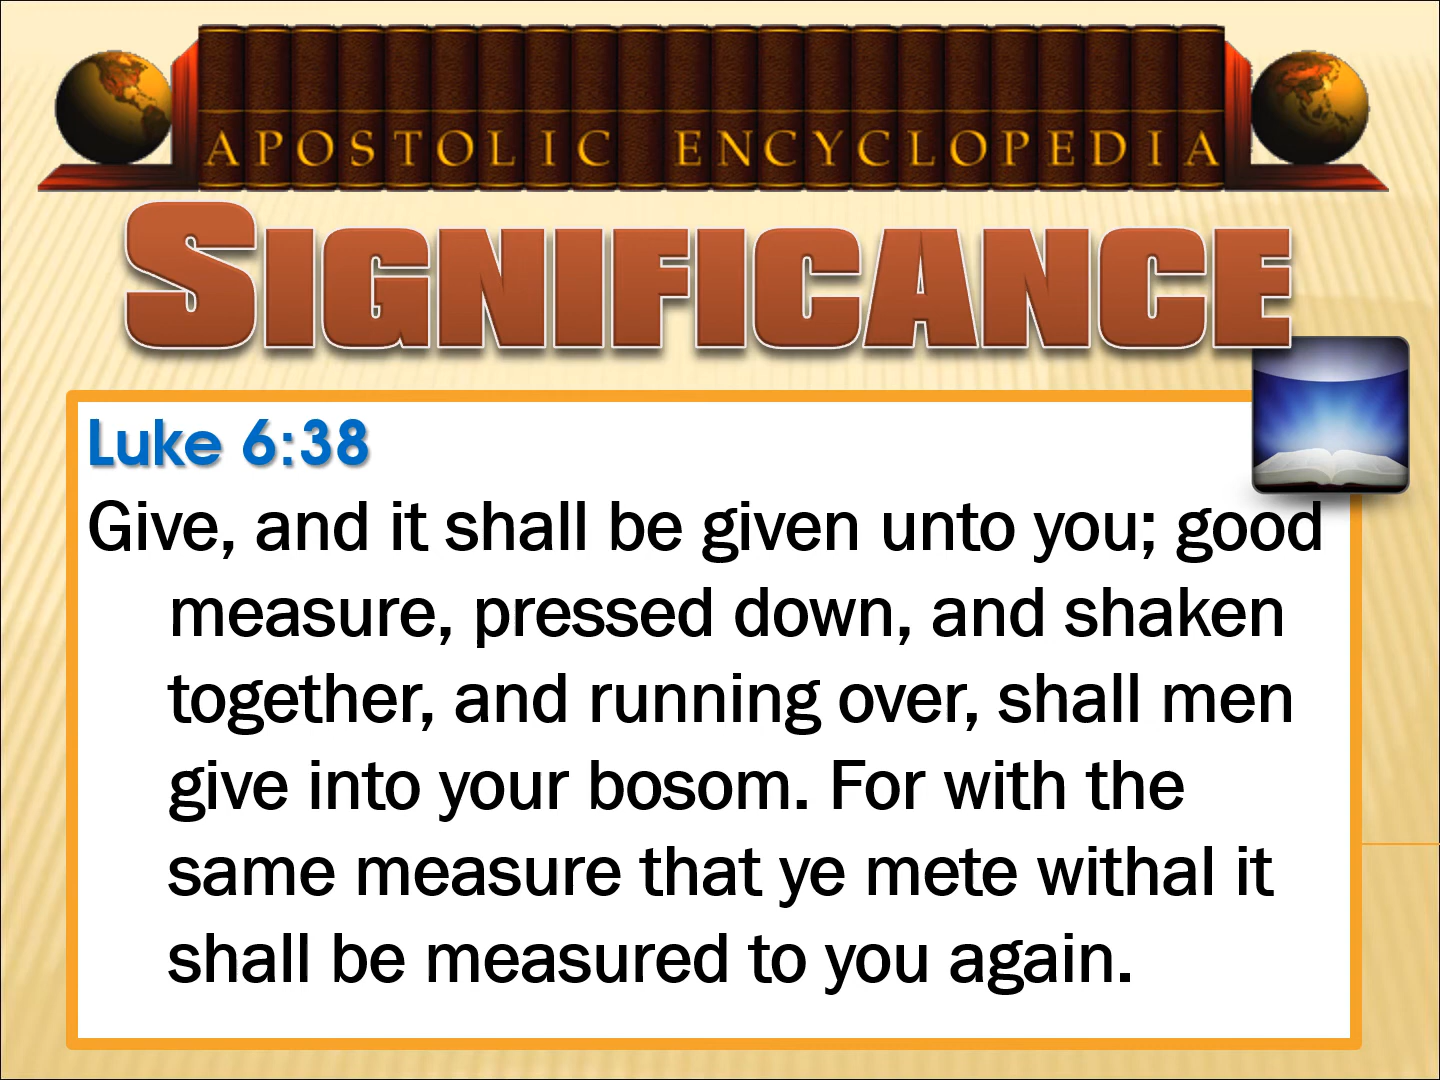 APOSTOLIC ENCYCLOPEDIA
SIGNIFICANCE
Luke 6:38
Give, and it shall be given unto you; good
measure, pressed down, and shaken
together, and running over, shall men
give into your bosom. For with the
same measure that ye mete withal it
shall be measured to you again.